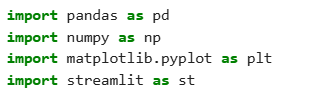 import pandas as pd
import numpy as np
import matplotlib.pyplot as plt
import streamlit as st